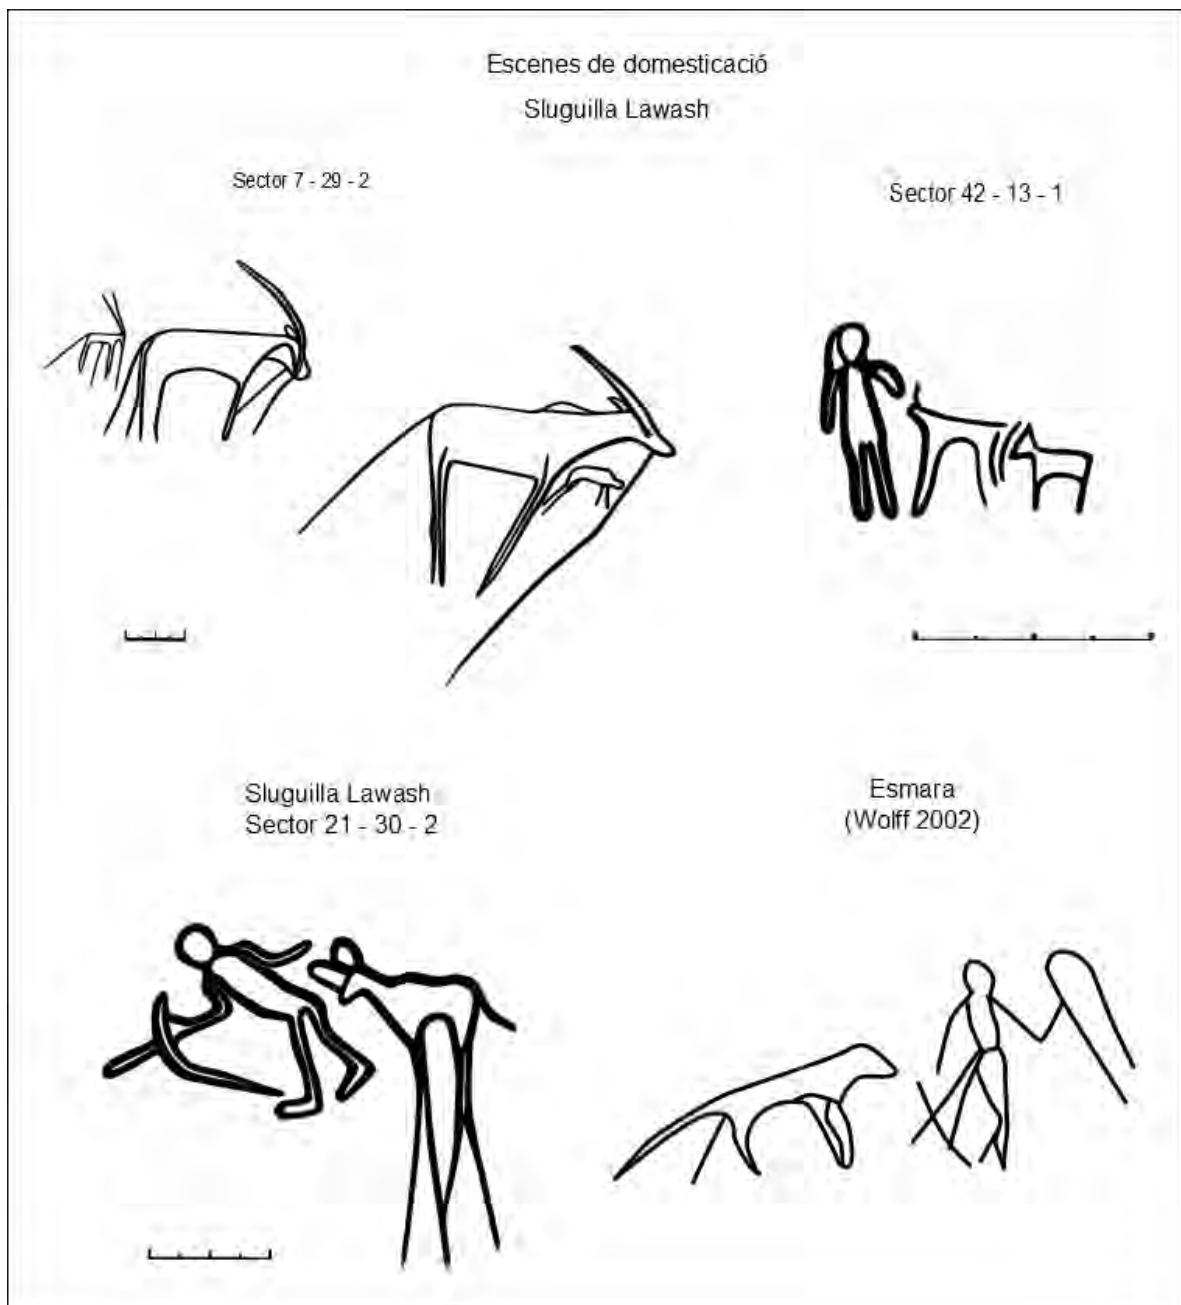 Escenes de domesticació
Sluguilla Lawash
Sector 7 - 29 - 2
Sector 42 - 13 - 1
Sluguilla Lawash
Sector 21 - 30 - 2
Esmara
(Wolff 2002)